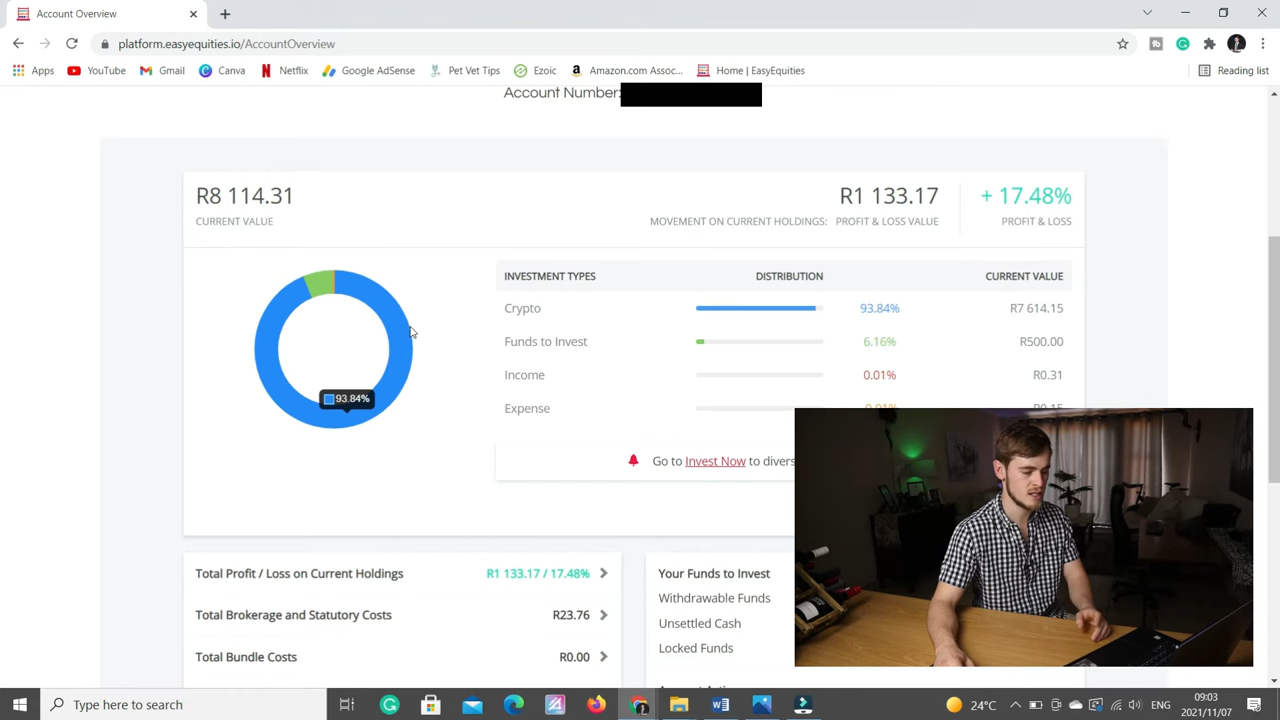 Account Overview
platform.easyequities.io/AccountOverview
Apps YouTube Gmail Canva Netflix Google AdSense Pet Vet Tips Ezoic Amazon.com Assoc... Home | EasyEquities Reading list
Account Number:
R8 114.31 R1 133.17 + 17.48%
CURRENT VALUE MOVEMENT ON CURRENT HOLDINGS: PROFIT & LOSS VALUE PROFIT & LOSS
INVESTMENT TYPES DISTRIBUTION CURRENT VALUE
Crypto 93.84% R7 614.15
Funds to Invest 6.16% R500.00
Income 0.01% R0.31
93.84%
Expense
Go to Invest Now to divers
Total Profit / Loss on Current Holdings R1 133.17 / 17.48%
Total Brokerage and Statutory Costs R23.76
Total Bundle Costs R0.00
Your Funds to Invest
Withdrawable Funds
Unsettled Cash
Locked Funds
Type here to search
24°C ENG 09:03
2021/11/07